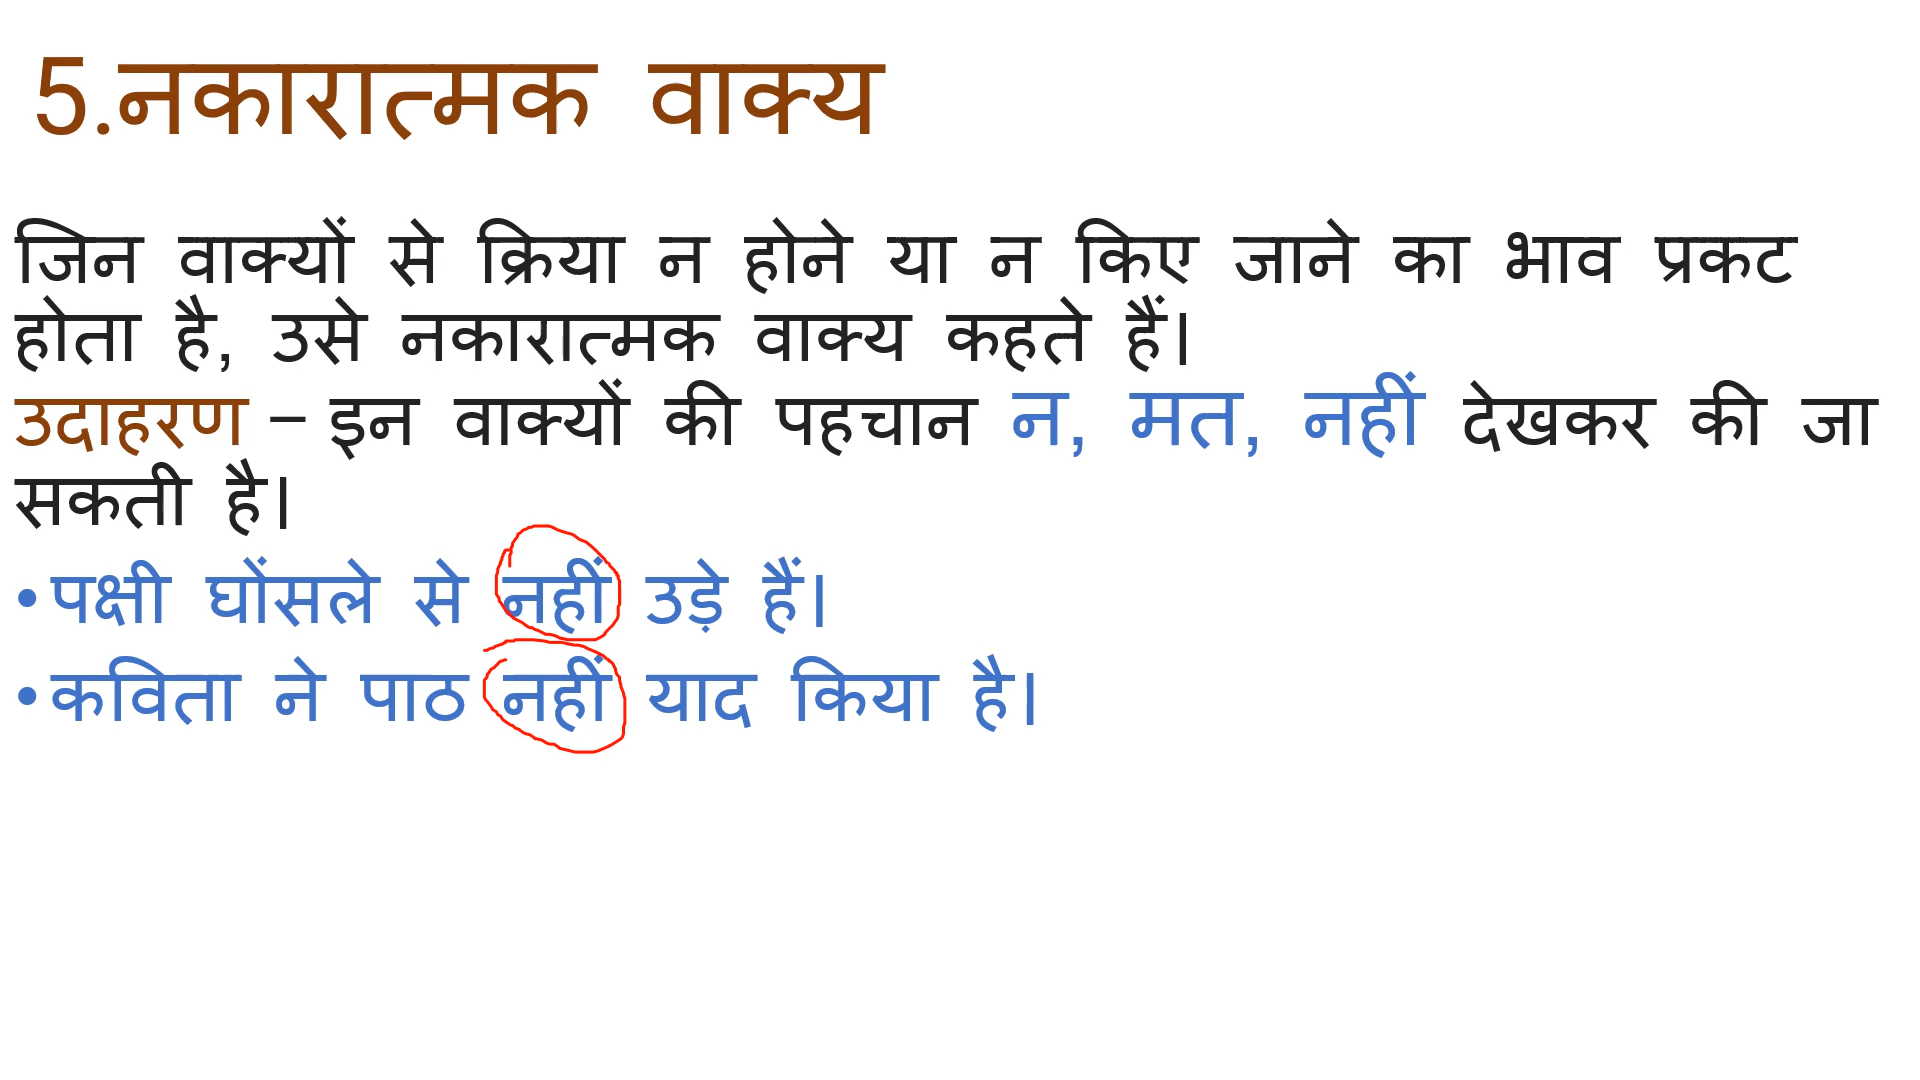 5.नकारात्मक वाक्य
जिन वाक्यों से क्रिया न होने या न किए जाने का भाव प्रकट
होता है, उसे नकारात्मक वाक्य कहते हैं।
उदाहरण – इन वाक्यों की पहचान न, मत, नहीं देखकर की जा
सकती है।
•पक्षी घोंसले से नहीं उड़े हैं।
•कविता ने पाठ नहीं याद किया है।